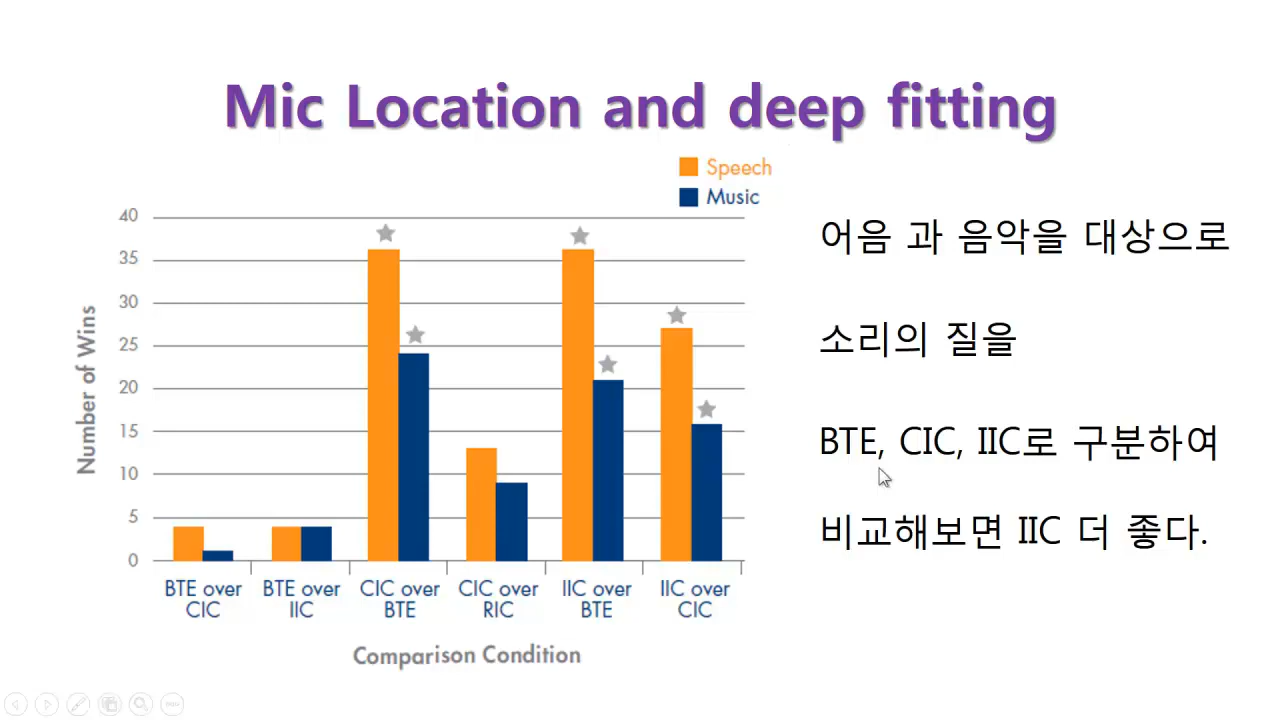 Mic Location and deep fitting
Speech
Music
40
35
30
25
20
15
10
5
0
Number of Wins
BTE over CIC
BTE over IIC
CIC over BTE
CIC over RIC
IIC over BTE
IIC over CIC
Comparison Condition
어음 과 음악을 대상으로
소리의 질을
BTE, CIC, IIC로 구분하여
비교해보면 IIC 더 좋다.